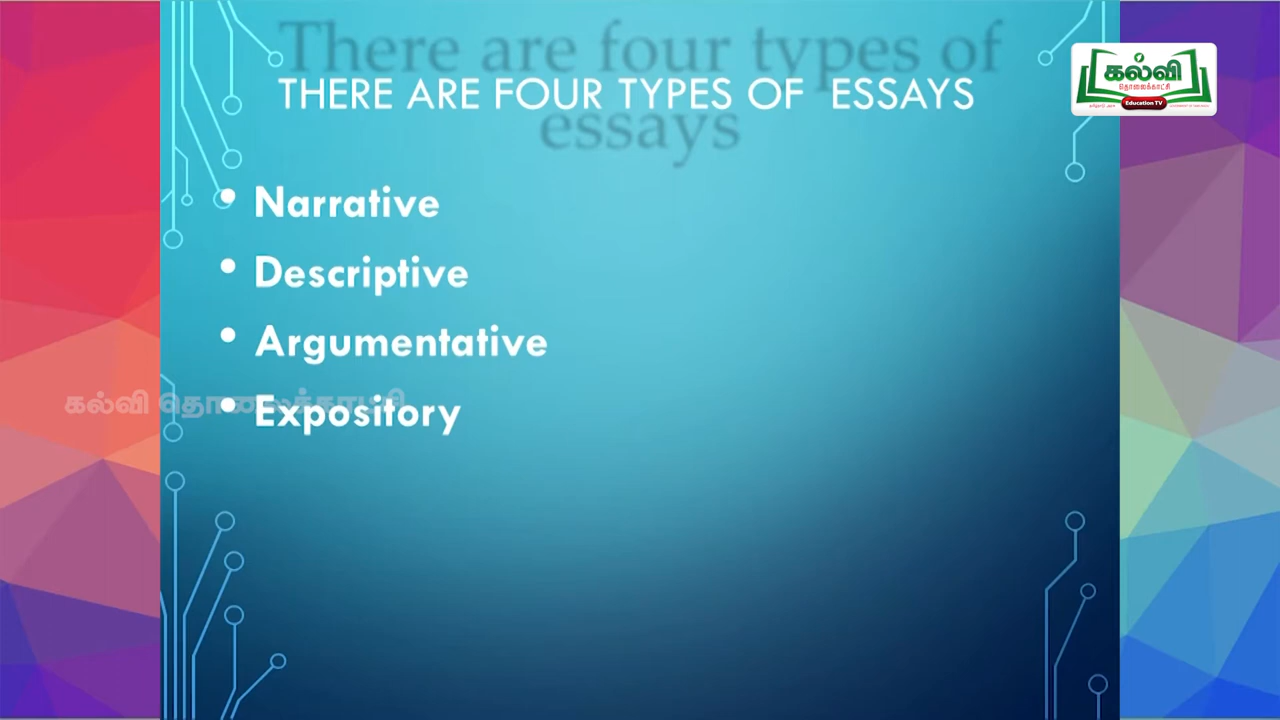 There are four types of
essays
THERE ARE FOUR TYPES OF ESSAYS
• Narrative
• Descriptive
• Argumentative
• Expository
கல்வி தொலைக்காட்சி
கல்வி
தொலைக்காட்சி
Education TV